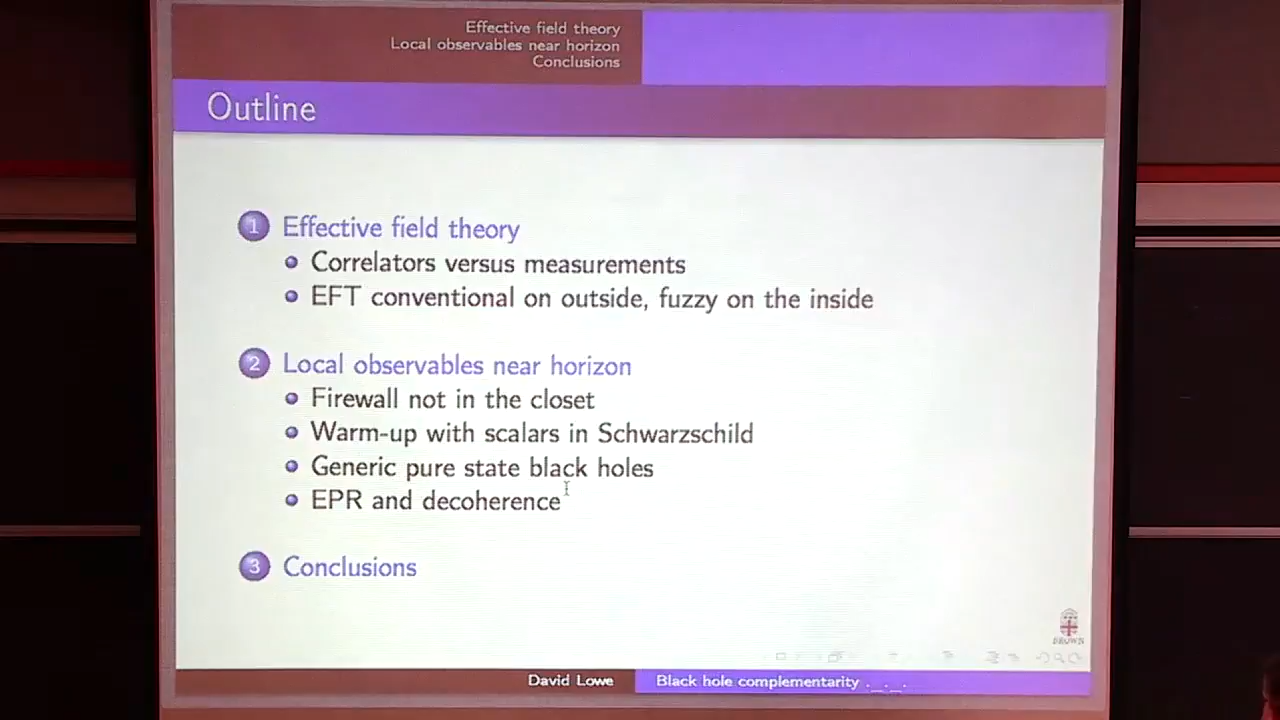 Effective field theory
Local observables near horizon
Conclusions
Outline
1 Effective field theory
Correlators versus measurements
EFT conventional on outside, fuzzy on the inside
2 Local observables near horizon
Firewall not in the closet
Warm-up with scalars in Schwarzschild
Generic pure state black holes
EPR and decoherence
3 Conclusions
BROWN
David Lowe
Black hole complementarity . . .